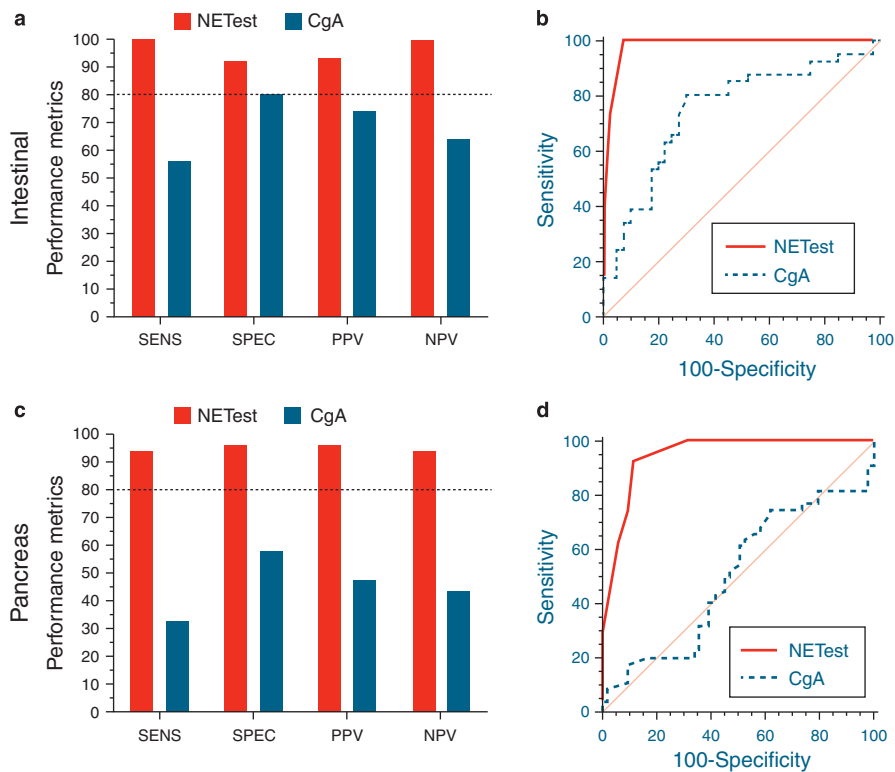 a
NETest CgA
Intestinal
Performance metrics
100
90
80
70
60
50
40
30
20
10
0
SENS SPEC PPV NPV
b
Sensitivity
100
80
60
40
20
0
NETest
CgA
0 20 40 60 80 100
100-Specificity
c
NETest CgA
Pancreas
Performance metrics
100
90
80
70
60
50
40
30
20
10
0
SENS SPEC PPV NPV
d
Sensitivity
100
80
60
40
20
0
NETest
CgA
0 20 40 60 80 100
100-Specificity